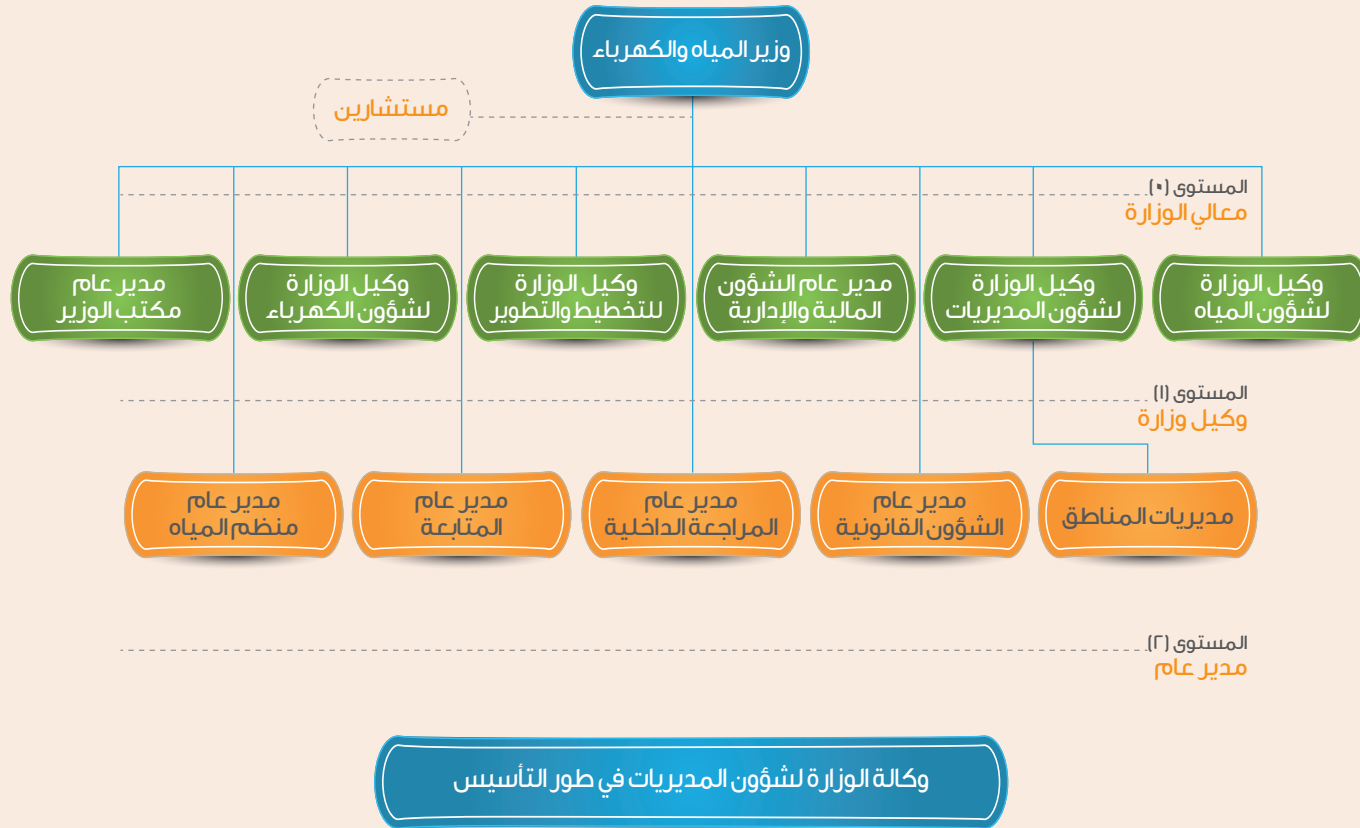 وزير المياه والكهرباء
مستشارين
المستوى (٠)
معالي الوزارة
وكيل الوزارة
لشؤون المياه
وكيل الوزارة
لشؤون المديريات
مدير عام الشؤون
المالية والإدارية
وكيل الوزارة
للتخطيط والتطوير
وكيل الوزارة
لشؤون الكهرباء
مدير عام
مكتب الوزير
المستوى (١)
وكيل وزارة
مديريات المناطق
مدير عام
الشؤون القانونية
مدير عام
المراجعة الداخلية
مدير عام
المتابعة
مدير عام
منظم المياه
المستوى (٢)
مدير عام
وكالة الوزارة لشؤون المديريات في طور التأسيس